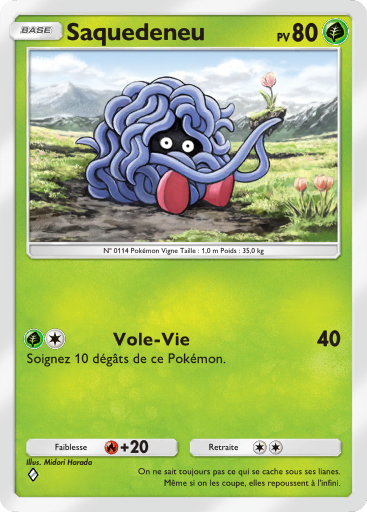 BASE Saquedeneu PV 80
N° 0114 Pokémon Vigne Taille : 1,0 m Poids : 35,0 kg
Vole-Vie 40
Soignez 10 dégâts de ce Pokémon.
Faiblesse +20 Retraite
Illus. Midori Harada
On ne sait toujours pas ce qui se cache sous ses lianes.
Même si on les coupe, elles repoussent à l'infini.